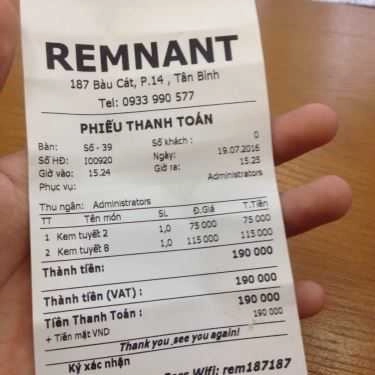 REMNANT
187 Bàu Cát, P.14 , Tân Bình
Tel: 0933 990 577
PHIẾU THANH TOÁN
Bàn: Số - 39 Số khách : 0
Số HĐ: 100920 Ngày: 19.07.2016
Giờ vào: 15.24 Giờ ra: 15.25
Phục vụ: Administrators
Thu ngân: Administrators
TT Tên món SL Đ.Giá T.Tiền
1 Kem tuyết 2 1,0 75 000 75 000
2 Kem tuyết 8 1,0 115 000 115 000
Thành tiền: 190 000
Thành tiền (VAT) : 190 000
Tiền Thanh Toán : 190 000
+ Tiền mặt VND 190 000
Thank you ,see you again!
Ký xác nhận
Pass Wifi: rem187187